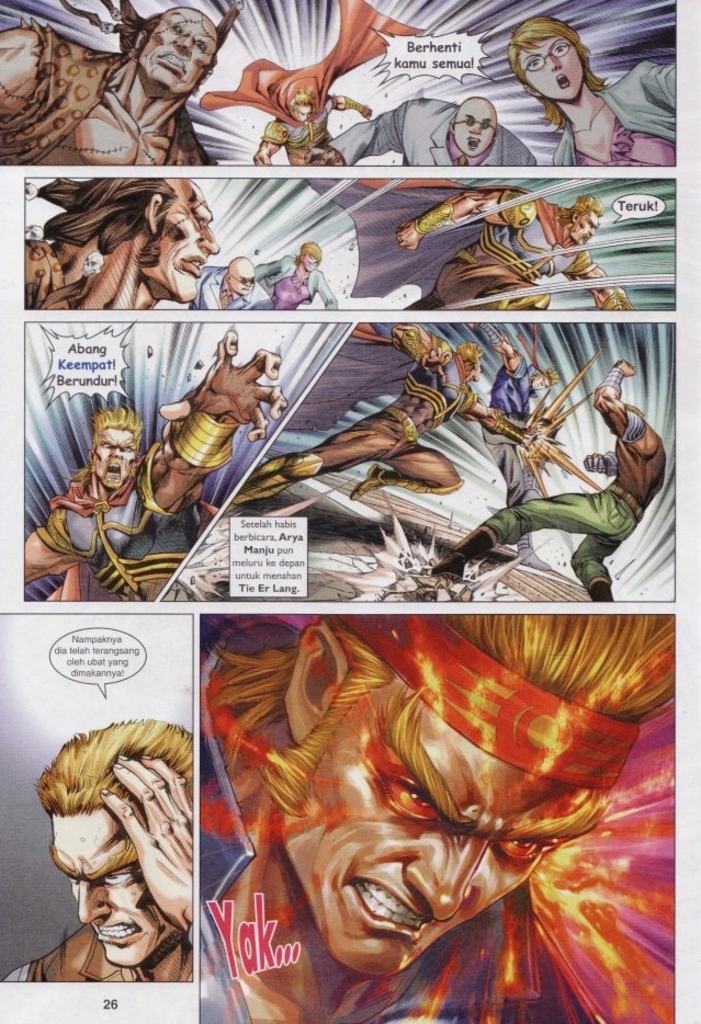 Berhenti
kamu semua!
Teruk!
Abang
Keempat!
Berundur!
Setelah habis
berbicara, Arya
Manju pun
meluru ke depan
untuk menahan
Tie Er Lang.
Nampaknya
dia telah terangsang
oleh ubat yang
dimakannya!
Yak...
26